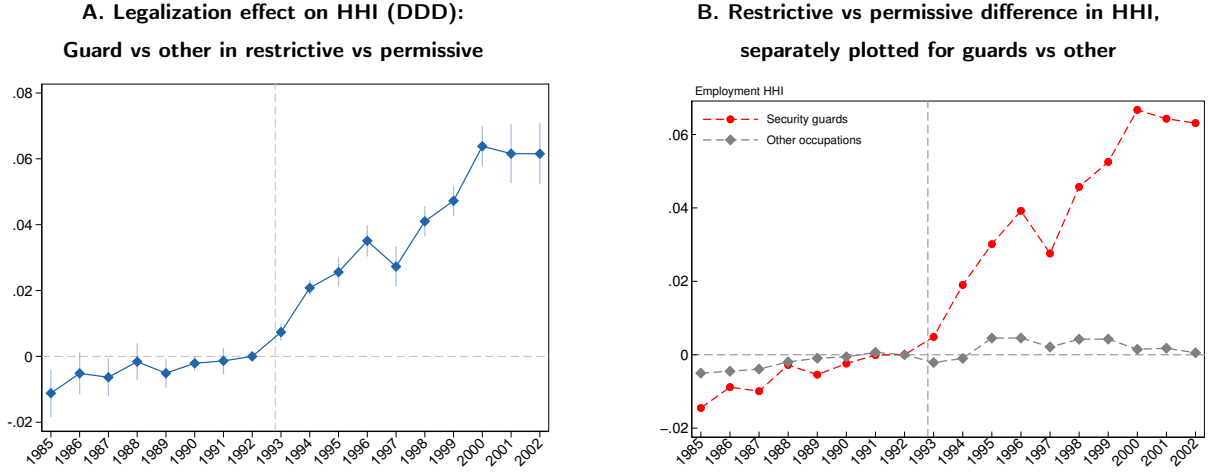 A. Legalization effect on HHI (DDD):
Guard vs other in restrictive vs permissive
.08
.06
.04
.02
0
-.02
1985 1986 1987 1988 1989 1990 1991 1992 1993 1994 1995 1996 1997 1998 1999 2000 2001 2002
B. Restrictive vs permissive difference in HHI,
separately plotted for guards vs other
Employment HHI
Security guards
Other occupations
.06
.04
.02
0
-.02
1985 1986 1987 1988 1989 1990 1991 1992 1993 1994 1995 1996 1997 1998 1999 2000 2001 2002